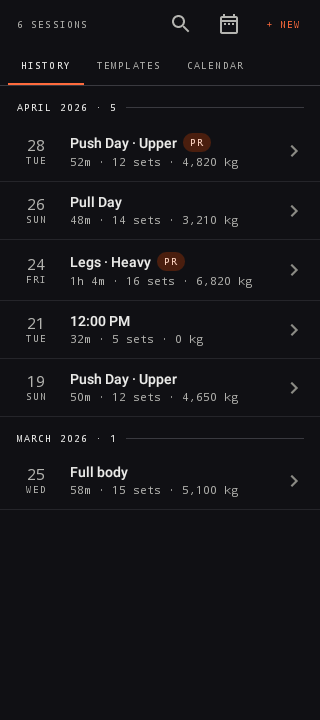 6 SESSIONS + NEW
HISTORY TEMPLATES CALENDAR
APRIL 2026 · 5
28 Push Day · Upper PR
TUE 52m · 12 sets · 4,820 kg
26 Pull Day
SUN 48m · 14 sets · 3,210 kg
24 Legs · Heavy PR
FRI 1h 4m · 16 sets · 6,820 kg
21 12:00 PM
TUE 32m · 5 sets · 0 kg
19 Push Day · Upper
SUN 50m · 12 sets · 4,650 kg
MARCH 2026 · 1
25 Full body
WED 58m · 15 sets · 5,100 kg